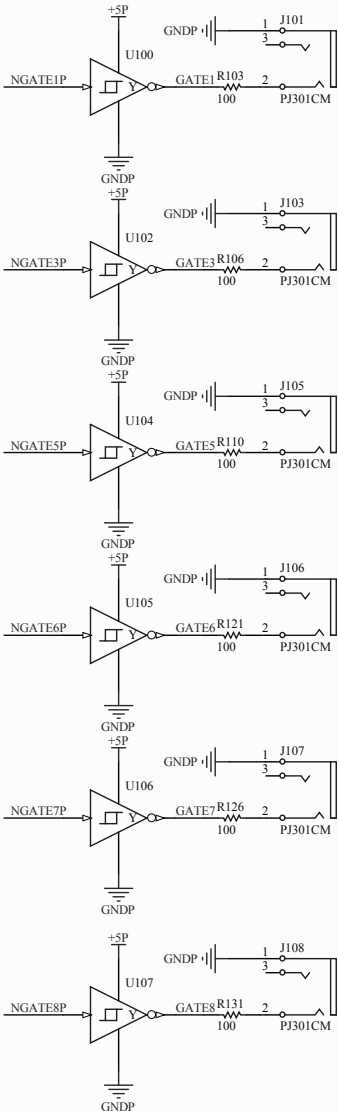 +5P
GNDP
1
J101
3
U100
NGATE1P
Y
GATE1
R103
2
100
PJ301CM
GNDP
+5P
GNDP
1
J103
3
U102
NGATE3P
Y
GATE3
R106
2
100
PJ301CM
GNDP
+5P
GNDP
1
J105
3
U104
NGATE5P
Y
GATE5
R110
2
100
PJ301CM
GNDP
+5P
GNDP
1
J106
3
U105
NGATE6P
Y
GATE6
R121
2
100
PJ301CM
GNDP
+5P
GNDP
1
J107
3
U106
NGATE7P
Y
GATE7
R126
2
100
PJ301CM
GNDP
+5P
GNDP
1
J108
3
U107
NGATE8P
Y
GATE8
R131
2
100
PJ301CM
GNDP